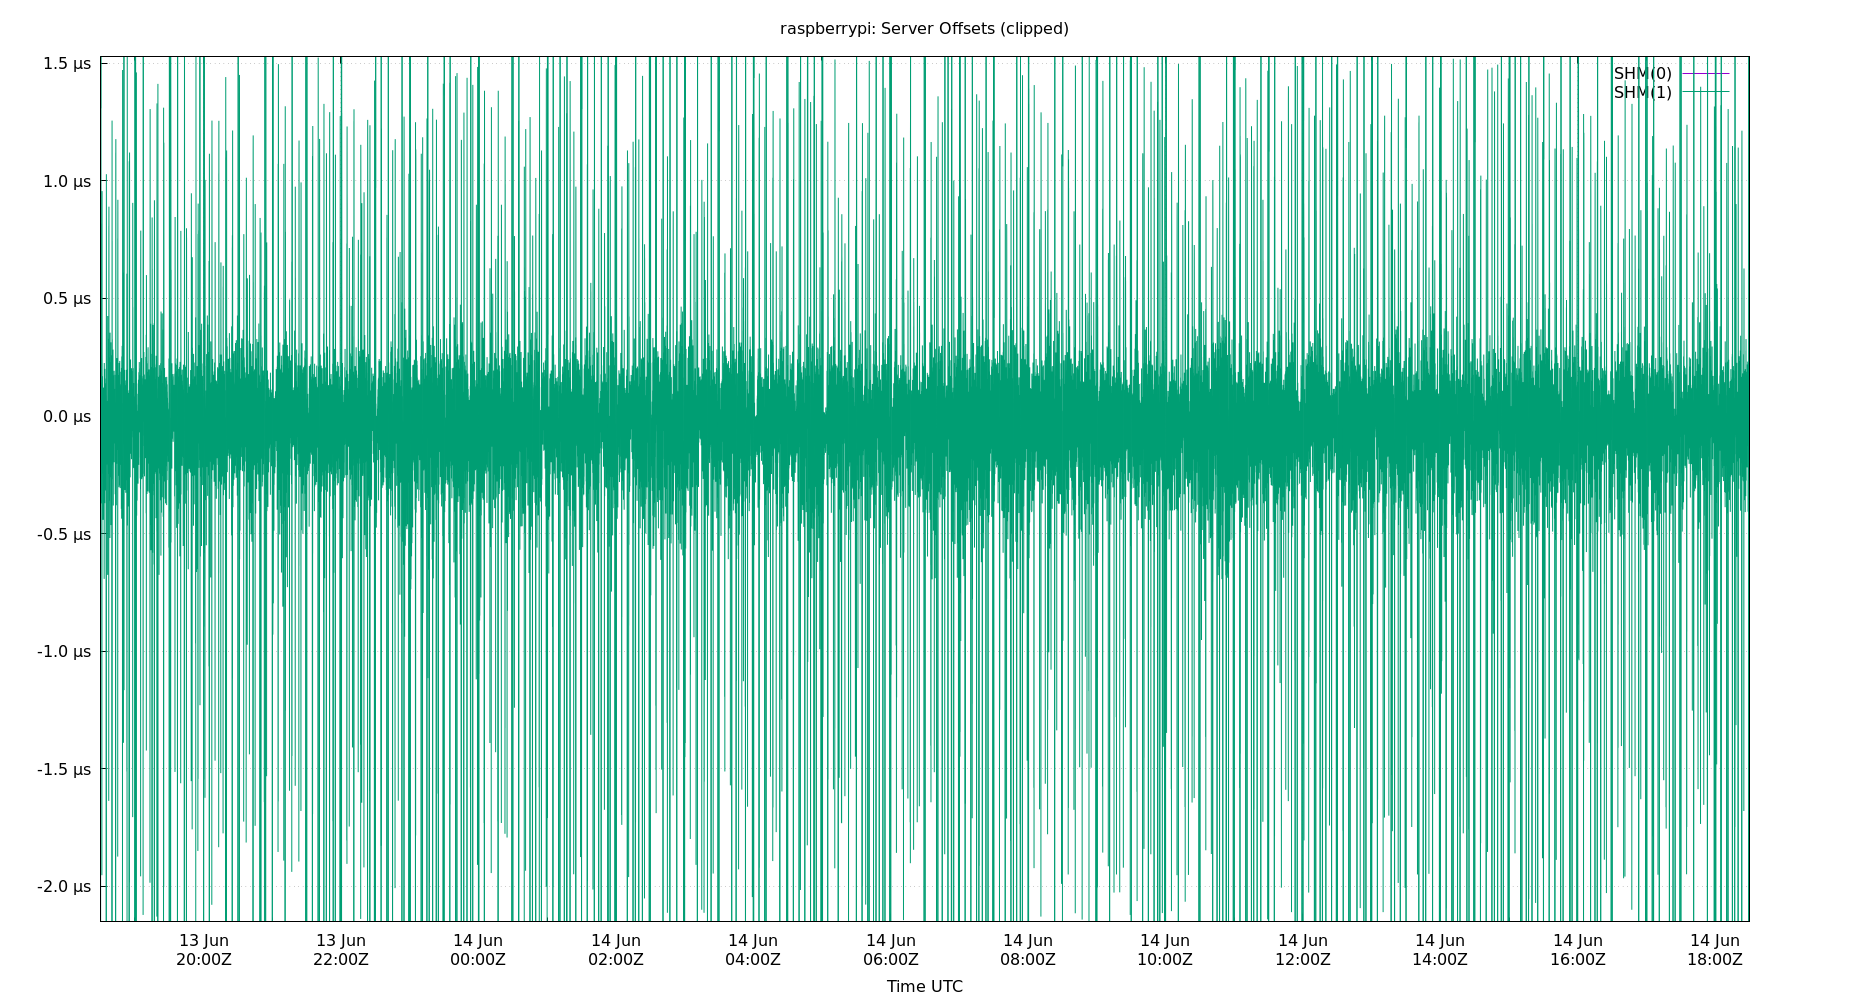 raspberrypi: Server Offsets (clipped)
1.5 µs
1.0 µs
0.5 µs
0.0 µs
-0.5 µs
-1.0 µs
-1.5 µs
-2.0 µs
SHM(0)
SHM(1)
13 Jun 13 Jun 14 Jun 14 Jun 14 Jun 14 Jun 14 Jun 14 Jun 14 Jun 14 Jun 14 Jun 14 Jun
20:00Z 22:00Z 00:00Z 02:00Z 04:00Z 06:00Z 08:00Z 10:00Z 12:00Z 14:00Z 16:00Z 18:00Z
Time UTC